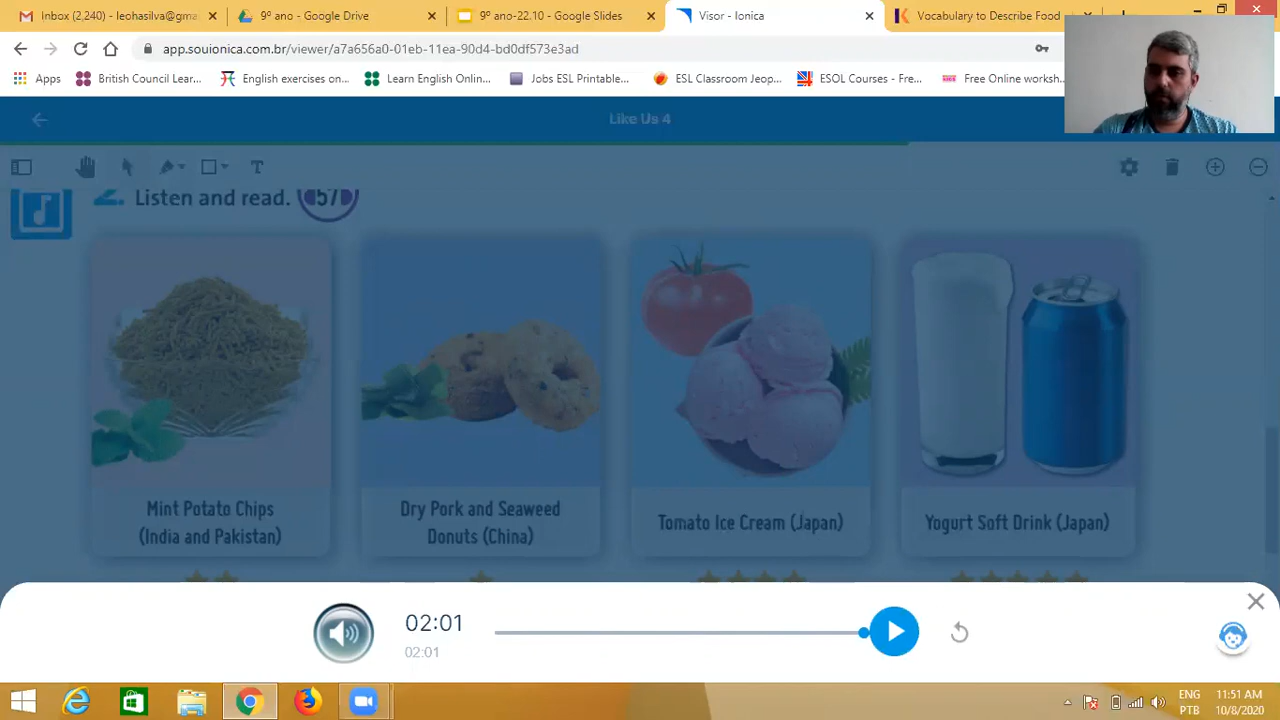 Inbox (2,240) - leohasilva@gma
9º ano - Google Drive
9º ano-22.10 - Google Slides
Visor - Ionica
Vocabulary to Describe Food
app.souionica.com.br/viewer/a7a656a0-01eb-11ea-90d4-bd0df573e3ad
Apps
British Council Lear...
English exercises on...
Learn English Onlin...
Jobs ESL Printable...
ESL Classroom Jeop...
ESOL Courses - Fre...
Free Online worksh...
Like Us 4
T
2. Listen and read. 57
Mint Potato Chips
(India and Pakistan)
Dry Pork and Seaweed
Donuts (China)
Tomato Ice Cream (Japan)
Yogurt Soft Drink (Japan)
02:01
02:01
ENG
PTB
11:51 AM
10/8/2020